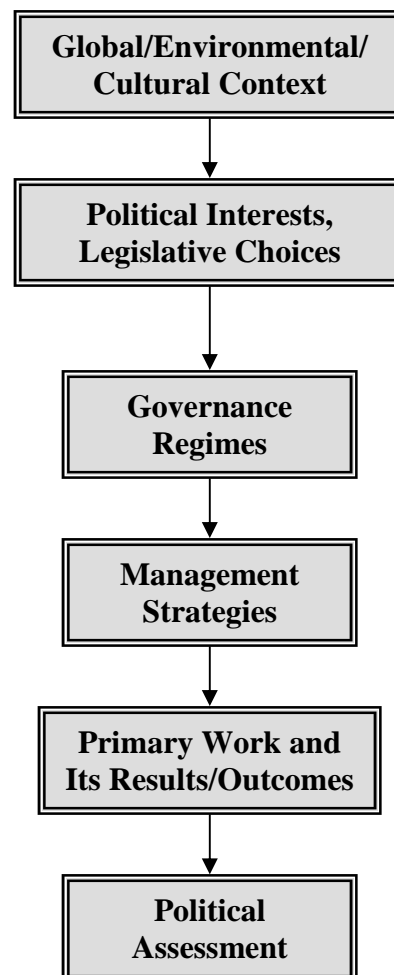 Global/Environmental/
Cultural Context
Political Interests,
Legislative Choices
Governance
Regimes
Management
Strategies
Primary Work and
Its Results/Outcomes
Political
Assessment